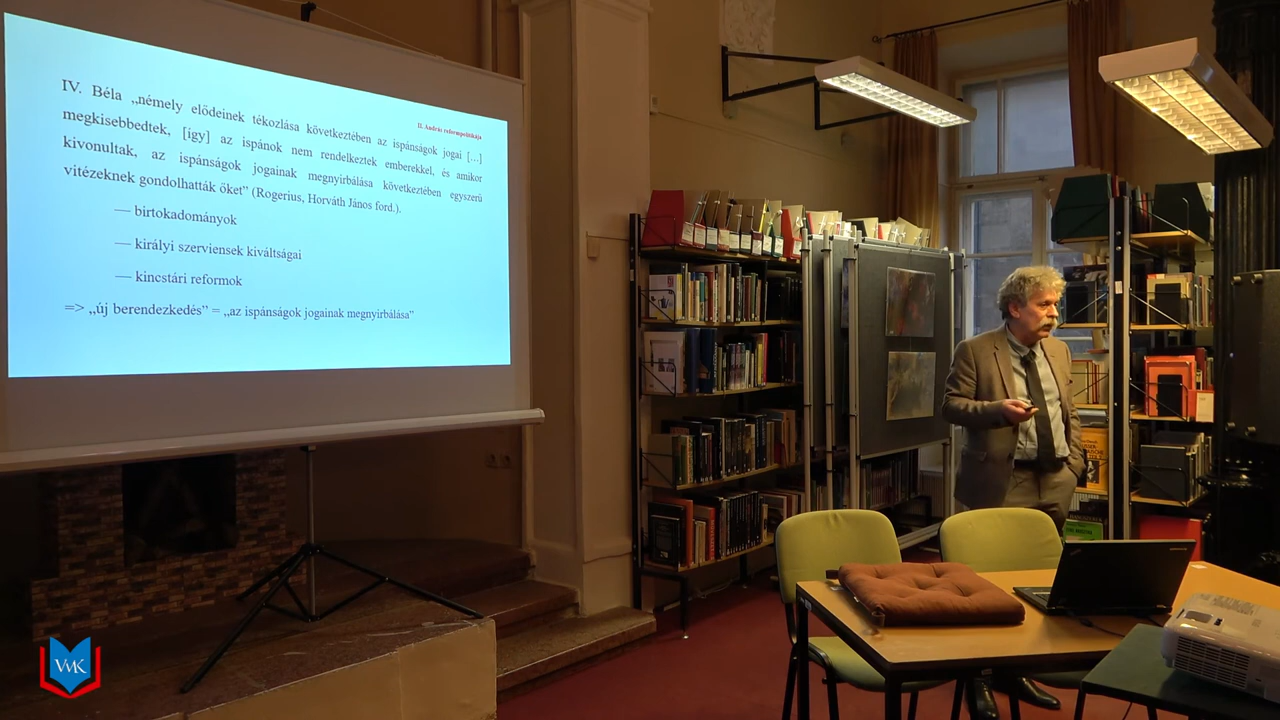 II. András reformpolitikája
IV. Béla „némely elődeinek tékozlása következtében az ispánságok jogai [...]
megkisebbedtek, [így] az ispánok nem rendelkeztek emberekkel, és amikor
kivonultak, az ispánságok jogainak megnyirbálása következtében egyszerű
vitézeknek gondolhatták őket” (Rogerius, Horváth János ford.).
— birtokadományok
— királyi szerviensek kiváltságai
— kincstári reformok
=> „új berendezkedés” = „az ispánságok jogainak megnyirbálása”
VMK